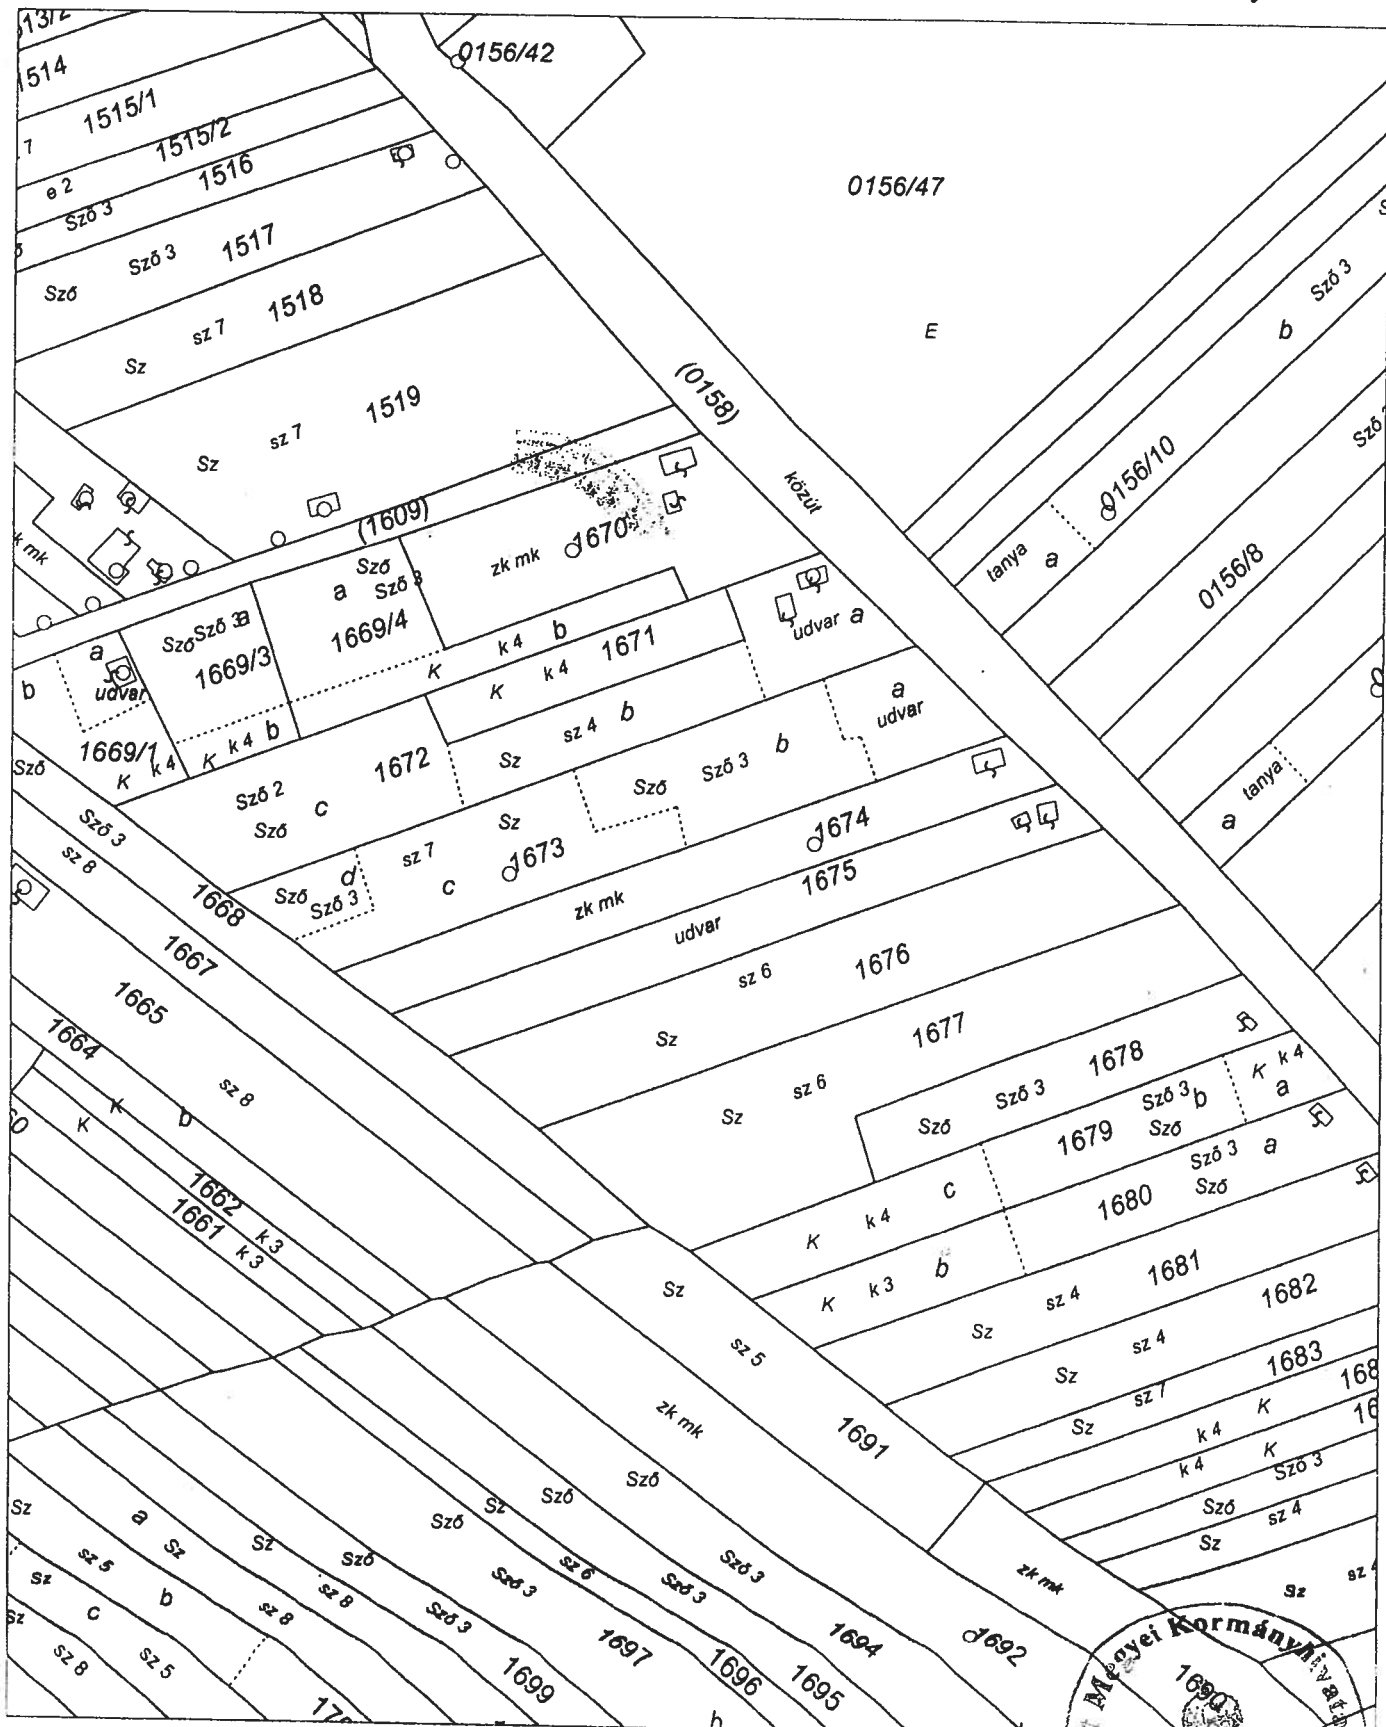 0156/42
1514
1515/1
7
1515/2
1516
e 2
Sző 3
0156/47
Sző 3
1517
Sző
Sző 3
1518
sz 7
b
Sz
E
(0158)
1519
sz 7
Sz
Sző
közút
0156/10
(1609)
zk mk
1670
zk mk
Sző
a
Sző 3
tanya
a
0156/8
Sző
Sző 3
a
1669/4
1669/3
k 4
b
1671
udvar
a
a
udvar
b
K
k 4
K
a
udvar
sz 4
b
1669/1
K
k 4
K
k 4
b
Sz
1672
Sző 3
b
Sző
Sző 2
c
Sző
Sző
tanya
a
Sző 3
Sz
1674
sz 8
sz 7
1673
d
c
Sző
Sző 3
1675
zk mk
1668
udvar
1667
1676
sz 6
1665
1677
Sz
1664
1678
k 4
K
a
sz 8
sz 6
Sző 3
Sző 3
b
K
b
Sz
Sző
Sző
K
1679
Sző 3
a
Sző
1680
c
1662
k 4
1661
k 3
K
k 3
b
k 3
K
1681
1682
Sz
sz 4
Sz
sz 4
sz 5
1683
Sz
sz 7
K
zk mk
Sz
k 4
1691
K
k 4
Sző 3
Sző
Sző
Sz
Sző
Sz
sz 4
a
Sző
Sz
Sz
Sz
Sző
sz 5
sz 6
Sző 3
zk mk
Sz
sz
b
sz 8
Sző 3
Sző 3
sz 8
c
sz
Sző 3
1697
1694
1692
Megyei Kormányhivata
sz 8
sz 5
1699
1696
1695
1690
b